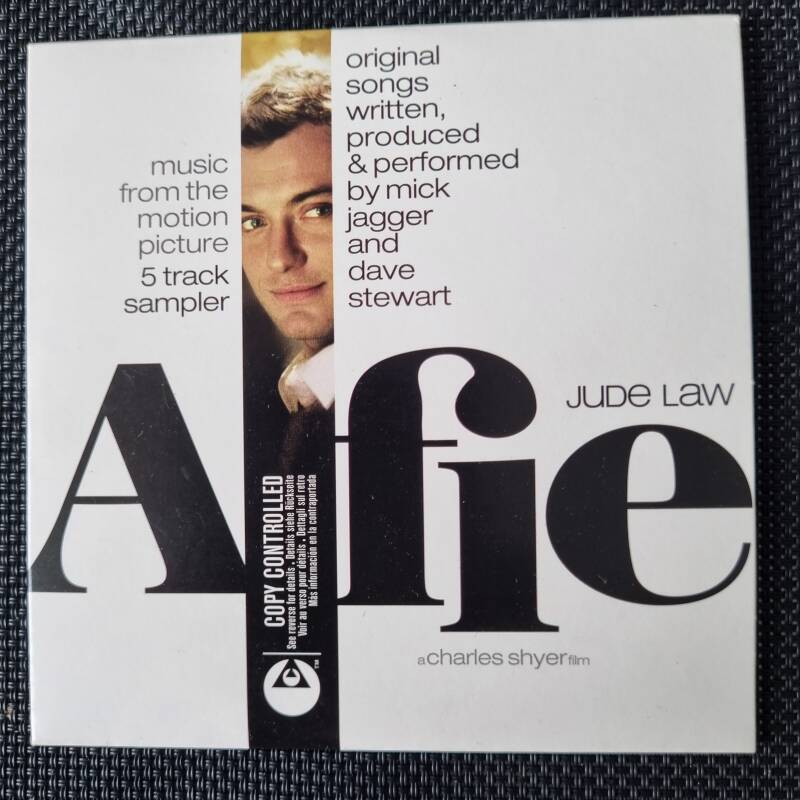 music
from the
motion
picture
5 track
sampler
original
songs
written,
produced
& performed
by mick
jagger
and
dave
stewart
JUDE LAW
Alfie
COPY CONTROLLED
See reverse for details . Details siehe Rückseite
Voir au verso pour détails . Dettagli sul retro
Más información en la contraportada
C
TM
a charles shyer film